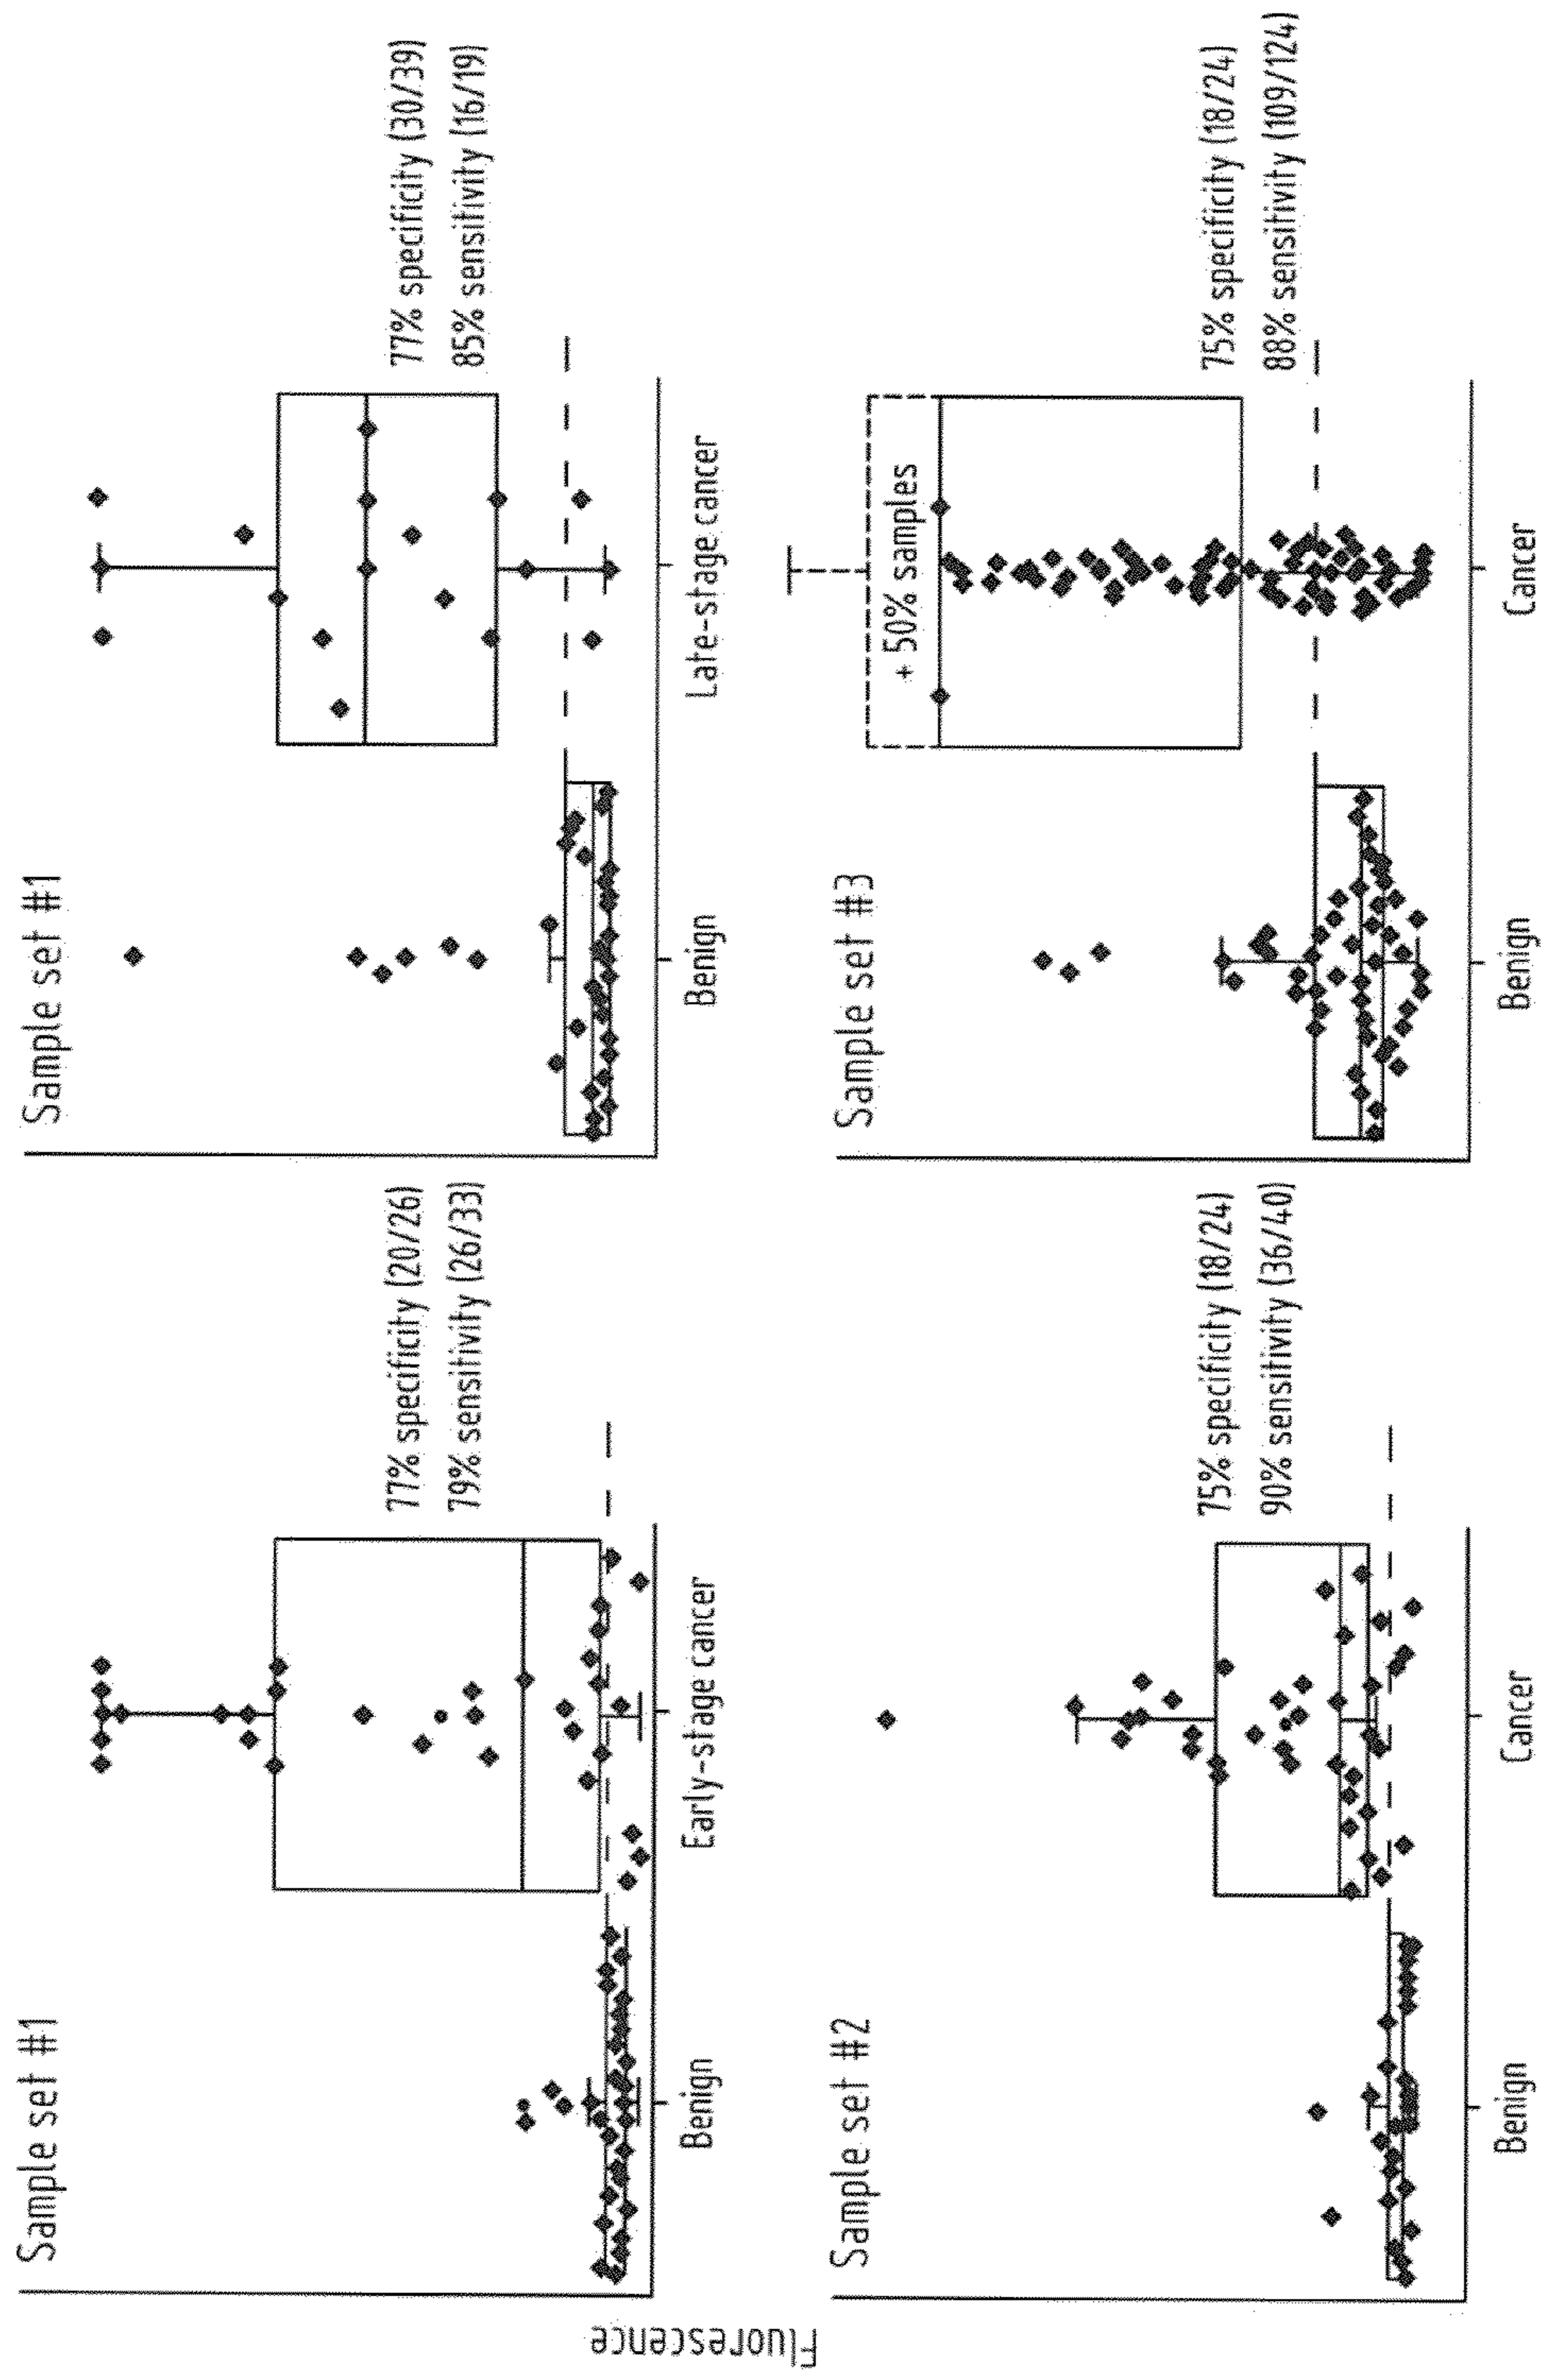 Fluorescence
Sample set #1
77% specificity (20/26)
79% sensitivity (26/33)
Benign
Early-stage cancer
Sample set #1
77% specificity (30/39)
85% sensitivity (16/19)
Benign
Late-stage cancer
Sample set #2
75% specificity (18/24)
90% sensitivity (36/40)
Benign
Cancer
Sample set #3
+ 50% samples
75% specificity (18/24)
88% sensitivity (109/124)
Benign
Cancer